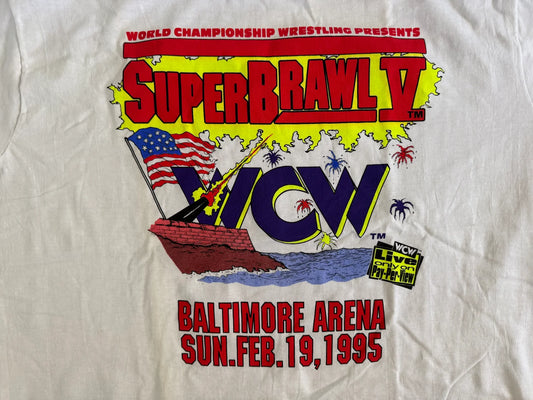 WORLD CHAMPIONSHIP WRESTLING PRESENTS
SUPERBRAWL V TM
WCW TM
WCW
Live
only on
Pay-Per-View
BALTIMORE ARENA
SUN.FEB.19,1995